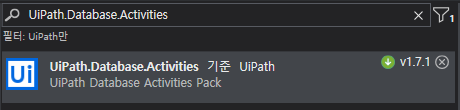 UiPath.Database.Activities
1
필터: UiPath만
Ui
UiPath.Database.Activities 기준 UiPath
v1.7.1
UiPath Database Activities Pack